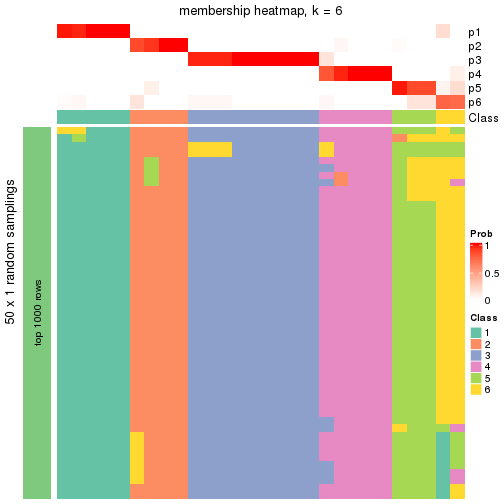 membership heatmap, k = 6
p1
p2
p3
p4
p5
p6
Class
50 x 1 random samplings
top 1000 rows
Prob
1
0.5
0
Class
1
2
3
4
5
6